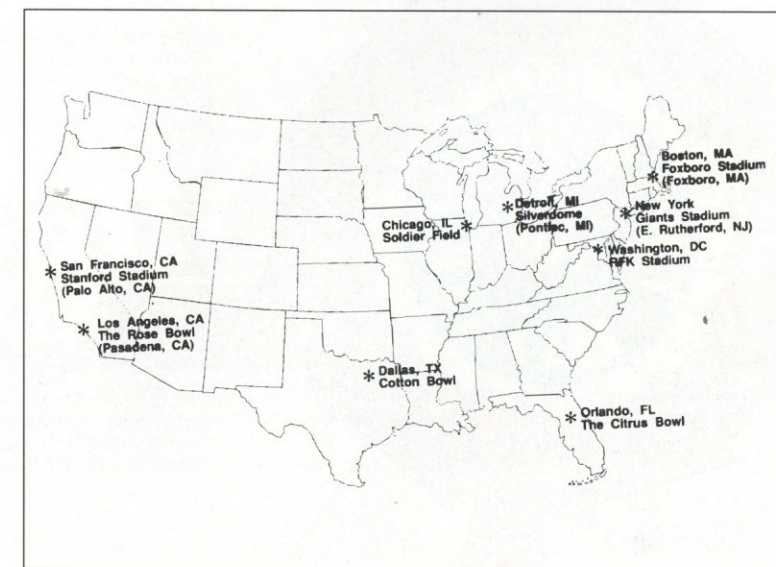 Boston, MA
Foxboro Stadium
(Foxboro, MA)
Detroit, MI
Silverdome
(Pontiac, MI)
New York
Giants Stadium
(E. Rutherford, NJ)
Chicago, IL
Soldier Field
Washington, DC
RFK Stadium
San Francisco, CA
Stanford Stadium
(Palo Alto, CA)
Los Angeles, CA
The Rose Bowl
(Pasadena, CA)
Dallas, TX
Cotton Bowl
Orlando, FL
The Citrus Bowl